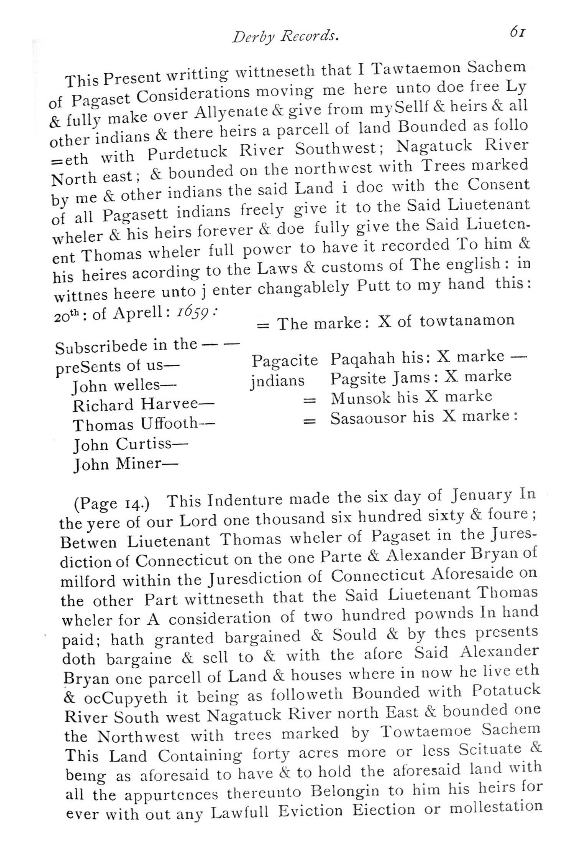 Derby Records. 61
This Present writting wittneseth that I Tawtaemon Sachem
of Pagaset Considerations moving me here unto doe free Ly
& fully make over Allyenate & give from mySellf & heirs & all
other indians & there heirs a parcell of land Bounded as follo
=eth with Purdetuck River Southwest; Nagatuck River
North east; & bounded on the northwest with Trees marked
by me & other indians the said Land i doe with the Consent
of all Pagasett indians freely give it to the Said Liuetenant
wheler & his heirs forever & doe fully give the Said Liueten-
ent Thomas wheler full power to have it recorded To him &
his heires acording to the Laws & customs of The english: in
wittnes heere unto j enter changablely Putt to my hand this:
20th: of Aprell: 1659:
= The marke: X of towtanamon
Subscribede in the — —
preSents of us—
John welles—
Richard Harvee—
Thomas Uffooth—
John Curtiss—
John Miner—
Pagacite Paqahah his: X marke —
jndians Pagsite Jams: X marke
= Munsok his X marke
= Sasaousor his X marke:
(Page 14.) This Indenture made the six day of Jenuary In
the yere of our Lord one thousand six hundred sixty & foure;
Betwen Liuetenant Thomas wheler of Pagaset in the Jures-
diction of Connecticut on the one Parte & Alexander Bryan of
milford within the Juresdiction of Connecticut Aforesaide on
the other Part wittneseth that the Said Liuetenant Thomas
wheler for A consideration of two hundred pownds In hand
paid; hath granted bargained & Sould & by thes presents
doth bargaine & sell to & with the afore Said Alexander
Bryan one parcell of Land & houses where in now he live eth
& ocCupyeth it being as followeth Bounded with Potatuck
River South west Nagatuck River north East & bounded one
the Northwest with trees marked by Towtaemoe Sachem
This Land Containing forty acres more or less Scituate &
being as aforesaid to have & to hold the aforesaid land with
all the appurtences thereunto Belongin to him his heirs for
ever with out any Lawfull Eviction Eiection or mollestation